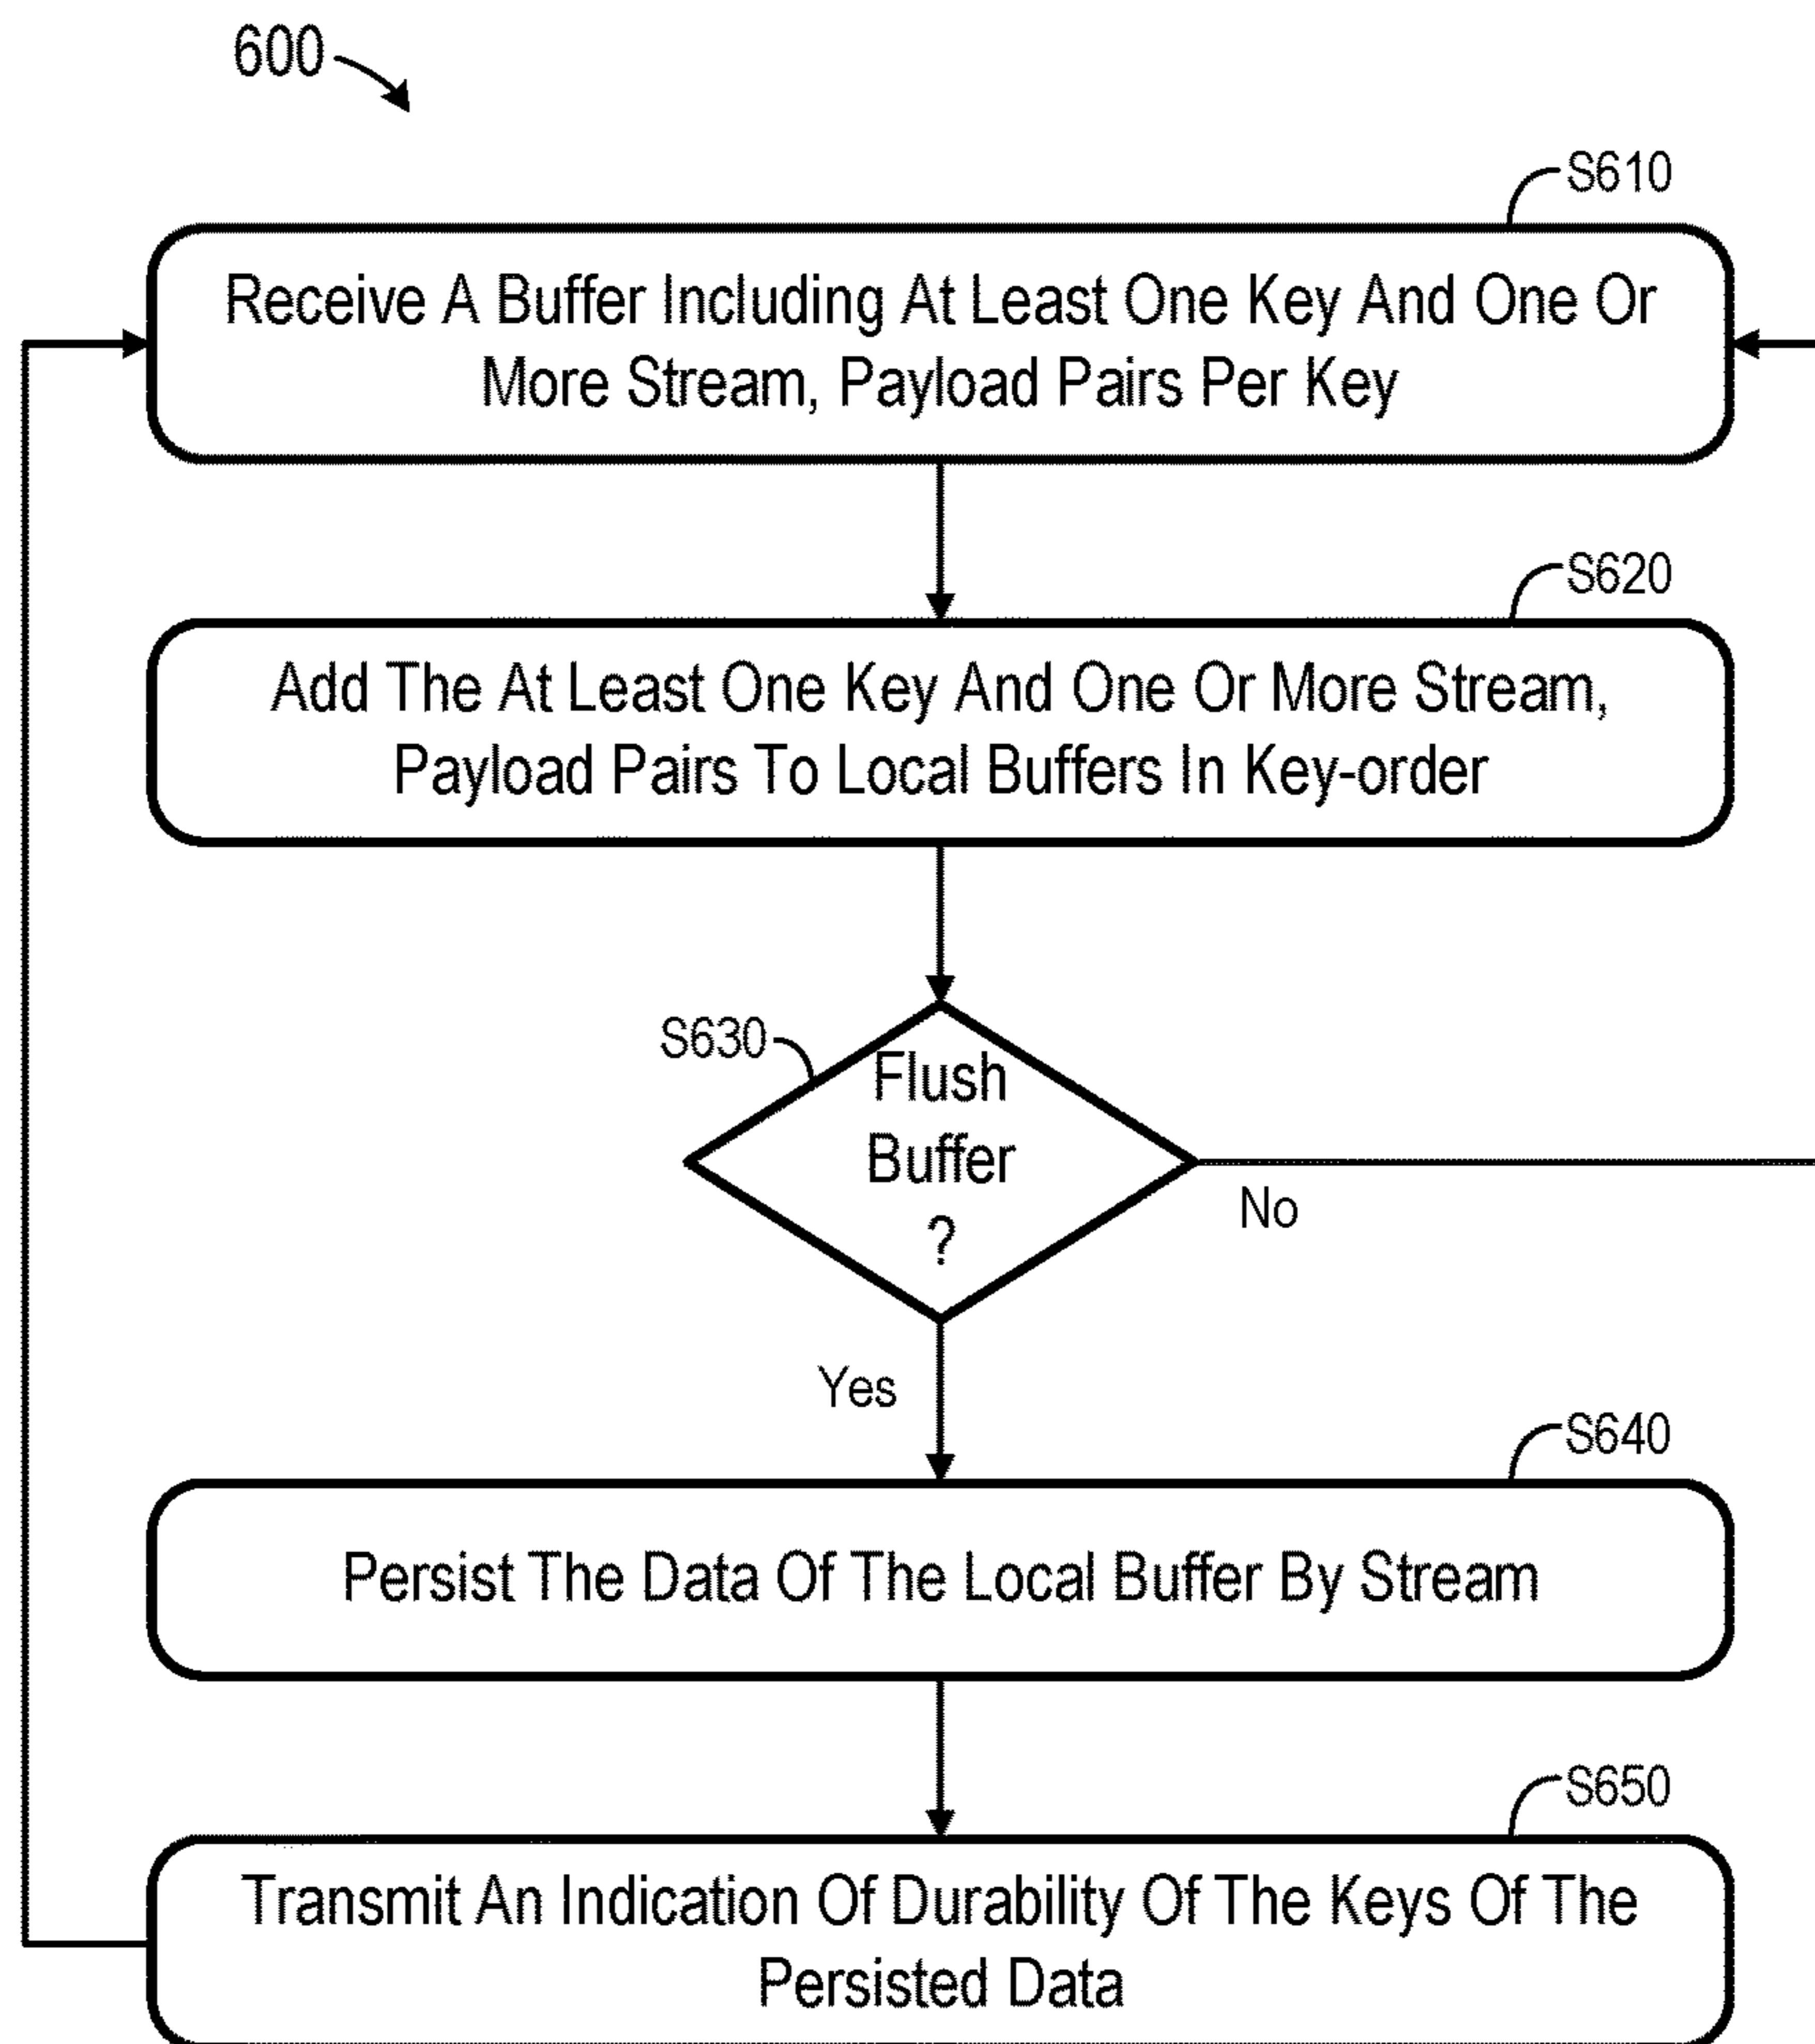 600
S610
Receive A Buffer Including At Least One Key And One Or
More Stream, Payload Pairs Per Key
S620
Add The At Least One Key And One Or More Stream,
Payload Pairs To Local Buffers In Key-order
S630
Flush
Buffer
?
No
Yes
S640
Persist The Data Of The Local Buffer By Stream
S650
Transmit An Indication Of Durability Of The Keys Of The
Persisted Data